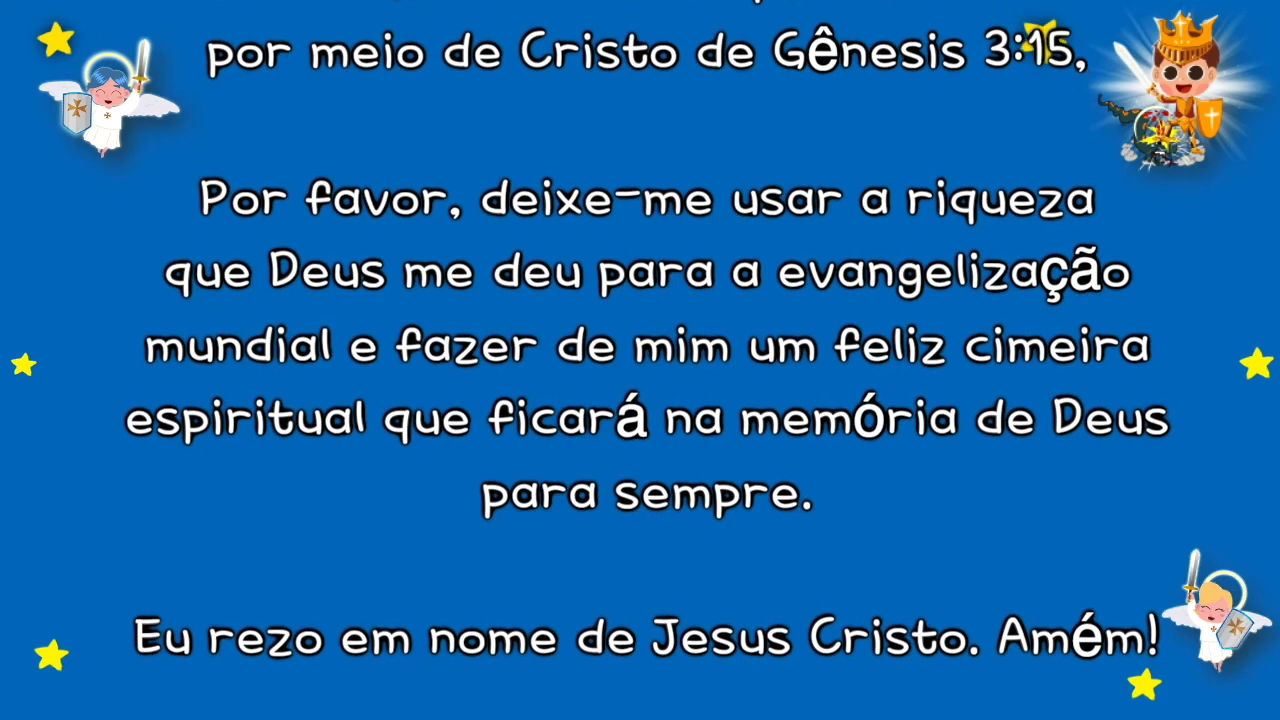 por meio de Cristo de Gênesis 3:15,
Por favor, deixe-me usar a riqueza
que Deus me deu para a evangelização
mundial e fazer de mim um feliz cimeira
espiritual que ficará na memória de Deus
para sempre.
Eu rezo em nome de Jesus Cristo. Amém!